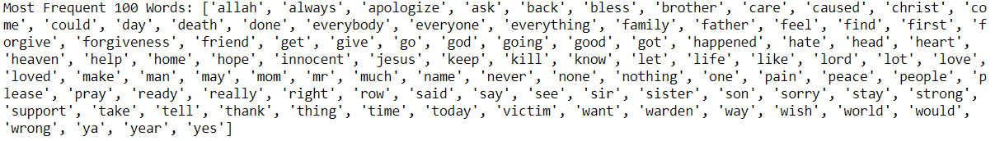 Most Frequent 100 Words: ['allah', 'always', 'apologize', 'ask', 'back', 'bless', 'brother', 'care', 'caused', 'christ', 'co
me', 'could', 'day', 'death', 'done', 'everybody', 'everyone', 'everything', 'family', 'father', 'feel', 'find', 'first', 'f
orgive', 'forgiveness', 'friend', 'get', 'give', 'go', 'god', 'going', 'good', 'got', 'happened', 'hate', 'head', 'heart',
'heaven', 'help', 'home', 'hope', 'innocent', 'jesus', 'keep', 'kill', 'know', 'let', 'life', 'like', 'lord', 'lot', 'love',
'loved', 'make', 'man', 'may', 'mom', 'mr', 'much', 'name', 'never', 'none', 'nothing', 'one', 'pain', 'peace', 'people', 'p
lease', 'pray', 'ready', 'really', 'right', 'row', 'said', 'say', 'see', 'sir', 'sister', 'son', 'sorry', 'stay', 'strong',
'support', 'take', 'tell', 'thank', 'thing', 'time', 'today', 'victim', 'want', 'warden', 'way', 'wish', 'world', 'would',
'wrong', 'ya', 'year', 'yes']